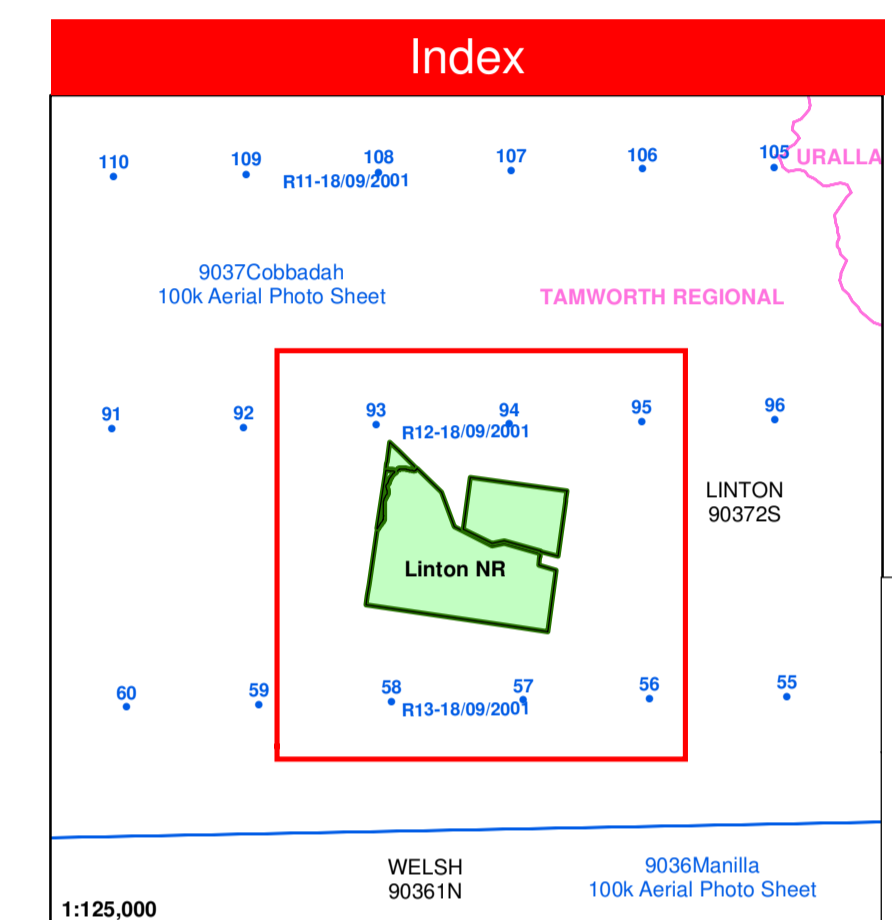 Index
110
109
108
107
106
105
URALLA
R11-18/09/2001
9037Cobbadah
100k Aerial Photo Sheet
TAMWORTH REGIONAL
91
92
93
94
95
96
R12-18/09/2001
LINTON
90372S
Linton NR
60
59
58
57
56
55
R13-18/09/2001
WELSH
90361N
9036Manilla
100k Aerial Photo Sheet
1:125,000